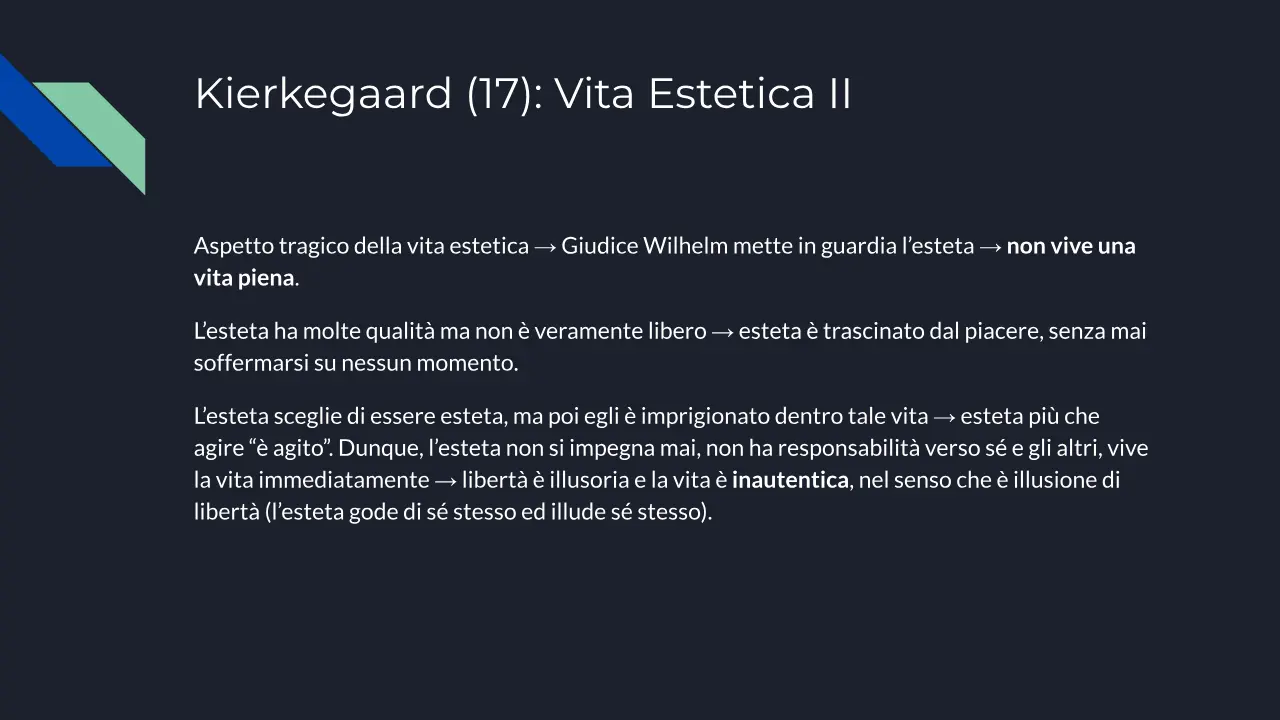 Kierkegaard (17): Vita Estetica II
Aspetto tragico della vita estetica → Giudice Wilhelm mette in guardia l’esteta → non vive una
vita piena.
L’esteta ha molte qualità ma non è veramente libero → esteta è trascinato dal piacere, senza mai
soffermarsi su nessun momento.
L’esteta sceglie di essere esteta, ma poi egli è imprigionato dentro tale vita → esteta più che
agire “è agito”. Dunque, l’esteta non si impegna mai, non ha responsabilità verso sé e gli altri, vive
la vita immediatamente → libertà è illusoria e la vita è inautentica, nel senso che è illusione di
libertà (l’esteta gode di sé stesso ed illude sé stesso).